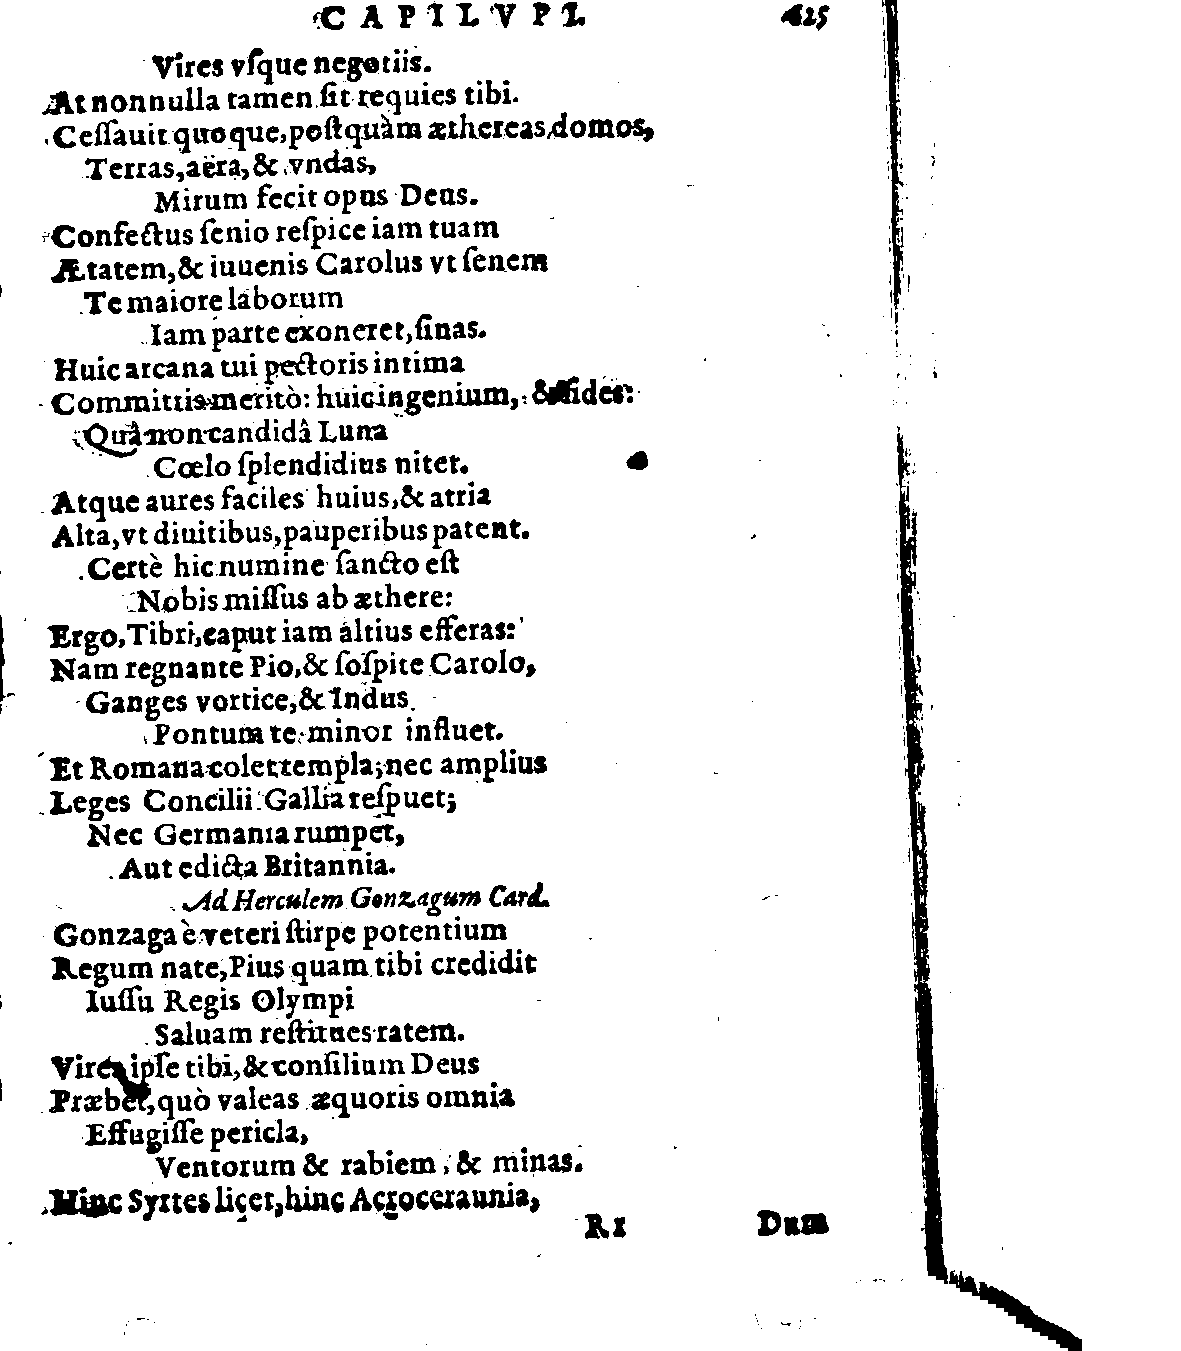 CAPILVPI. 425
Vires vſque negotiis.
At nonnulla tamen ſit requies tibi.
Ceſſauit quoque, poſtquàm æthereas domos,
Terras, aëra, & vndas,
Mirum fecit opus Deus.
Confectus ſenio reſpice iam tuam
Ætatem, & iuuenis Carolus vt ſenem
Te maiore laborum
Iam parte exoneret, ſinas.
Huic arcana tui pectoris intima
Committis meritò: huic ingenium, & fides:
Quâ non candidâ Luna
Cœlo ſplendidius nitet.
Atque aures faciles huius, & atria
Alta, vt diuitibus, pauperibus patent.
Certè hic numine ſancto eſt
Nobis miſſus ab æthere:
Ergo, Tibri, caput iam altius efferas:
Nam regnante Pio, & ſoſpite Carolo,
Ganges vortice, & Indus
Pontum te minor influet.
Et Romana colet templa; nec amplius
Leges Concilii Gallia reſpuet;
Nec Germania rumpet,
Aut edicta Britannia.
Ad Herculem Gonzagum Card.
Gonzaga è veteri ſtirpe potentium
Regum nate, Pius quam tibi credidit
Iuſſu Regis Olympi
Saluam reſtitues ratem.
Vires ipſe tibi, & conſilium Deus
Præbet, quò valeas æquoris omnia
Effugiſſe pericla,
Ventorum & rabiem, & minas.
Hinc Syrtes licet, hinc Acroceraunia,
R1 Dum